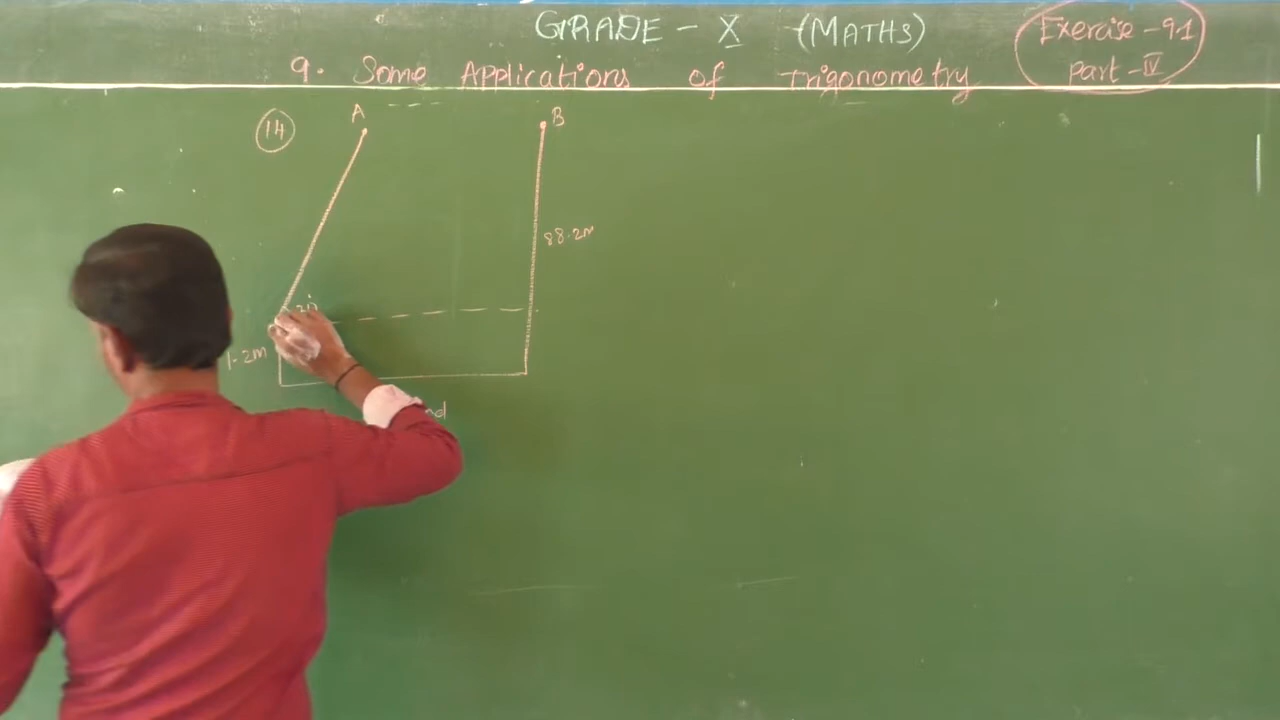 GRADE - X (MATHS)
Exercise - 9.1
part - IV
9. Some Applications of Trigonometry
14
A
B
88.2m
1.2m